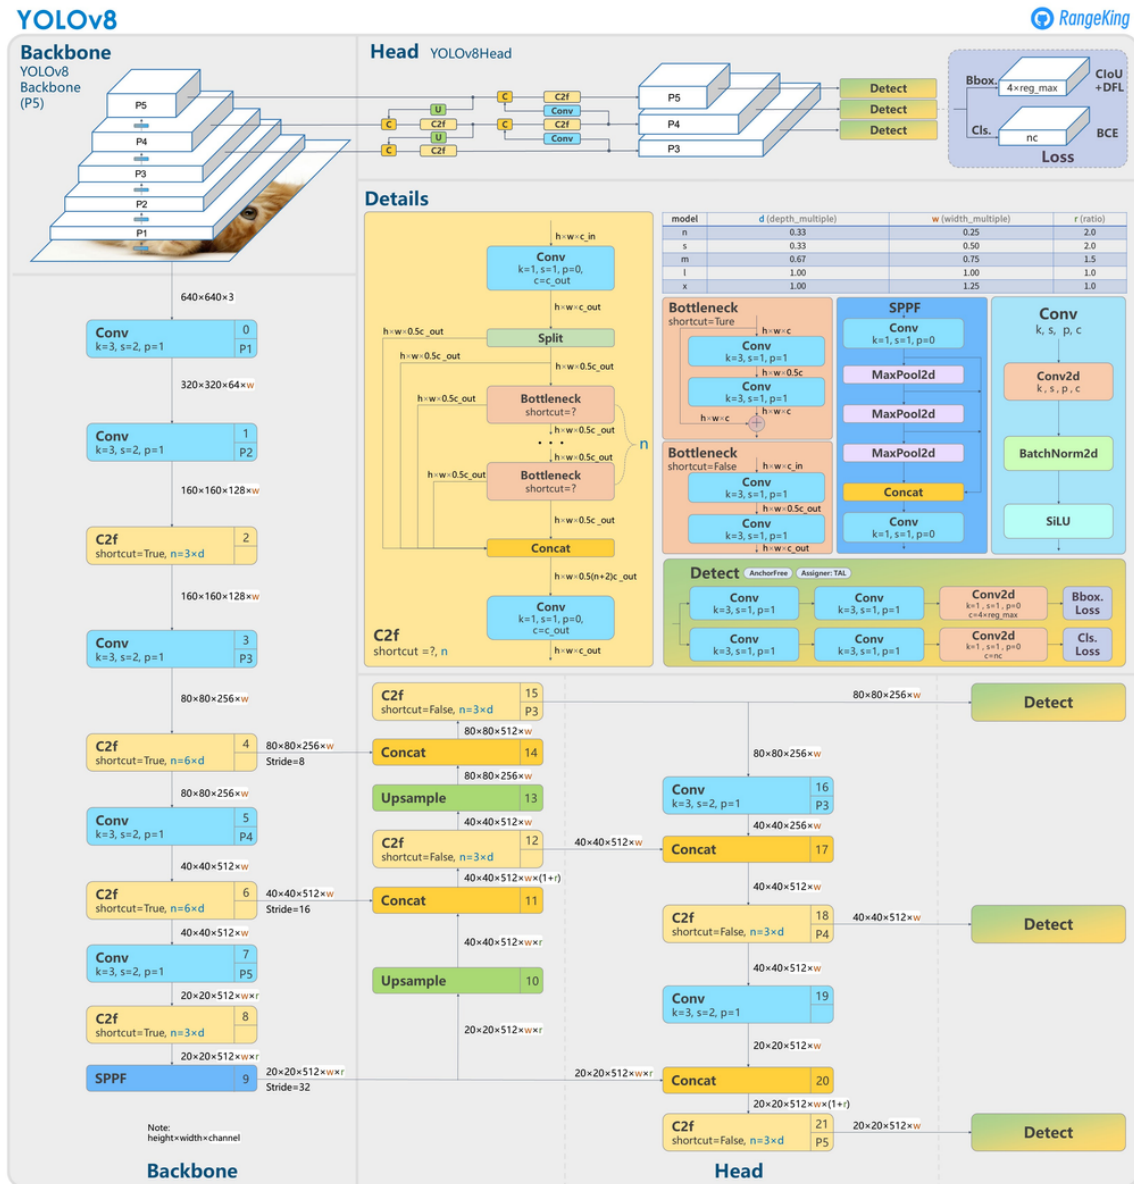 YOLOv8
RangeKing
Backbone
YOLOv8
Backbone
(P5)
P5
P4
P3
P2
P1
Head YOLOv8Head
C
C2f
U
Conv
C
C2f
C
C2f
U
Conv
C
C2f
P5
P4
P3
Detect
Detect
Detect
Bbox.
4×reg_max
CIoU
+DFL
Cls.
nc
BCE
Loss
Details
h×w×c_in
Conv
k=1, s=1, p=0,
c=c_out
h×w×c_out
h×w×0.5c_out
Split
h×w×0.5c_out
h×w×0.5c_out
h×w×0.5c_out
Bottleneck
shortcut=?
h×w×0.5c_out
. . .
n
h×w×0.5c_out
h×w×0.5c_out
Bottleneck
shortcut=?
h×w×0.5c_out
Concat
h×w×0.5(n+2)c_out
Conv
k=1, s=1, p=0,
c=c_out
h×w×c_out
C2f
shortcut =?, n
model d (depth_multiple) w (width_multiple) r (ratio)
n 0.33 0.25 2.0
s 0.33 0.50 2.0
m 0.67 0.75 1.5
l 1.00 1.00 1.0
x 1.00 1.25 1.0
Bottleneck
shortcut=Ture
h×w×c
Conv
k=3, s=1, p=1
h×w×0.5c
Conv
k=3, s=1, p=1
h×w×c
h×w×c
+
Bottleneck
shortcut=False
h×w×c_in
Conv
k=3, s=1, p=1
h×w×0.5c_out
Conv
k=3, s=1, p=1
h×w×c_out
SPPF
Conv
k=1, s=1, p=0
MaxPool2d
MaxPool2d
MaxPool2d
Concat
Conv
k=1, s=1, p=0
Conv
k, s, p, c
Conv2d
k, s, p, c
BatchNorm2d
SiLU
Detect AnchorFree Assigner: TAL
Conv
k=3, s=1, p=1
Conv
k=3, s=1, p=1
Conv2d
k=1, s=1, p=0
c=4×reg_max
Bbox.
Loss
Conv
k=3, s=1, p=1
Conv
k=3, s=1, p=1
Conv2d
k=1, s=1, p=0
c=nc
Cls.
Loss
640×640×3
Conv 0
k=3, s=2, p=1 P1
320×320×64×w
Conv 1
k=3, s=2, p=1 P2
160×160×128×w
C2f 2
shortcut=True, n=3×d
160×160×128×w
Conv 3
k=3, s=2, p=1 P3
80×80×256×w
C2f 4
shortcut=True, n=6×d
80×80×256×w
Stride=8
80×80×256×w
Conv 5
k=3, s=2, p=1 P4
40×40×512×w
C2f 6
shortcut=True, n=6×d
40×40×512×w
Stride=16
40×40×512×w
Conv 7
k=3, s=2, p=1 P5
20×20×512×w×r
C2f 8
shortcut=True, n=3×d
20×20×512×w×r
SPPF 9
20×20×512×w×r
Stride=32
Note:
height×width×channel
Backbone
C2f 15
shortcut=False, n=3×d P3
80×80×512×w
Concat 14
80×80×256×w
Upsample 13
40×40×512×w
C2f 12
shortcut=False, n=3×d
40×40×512×w
40×40×512×w×(1+r)
Concat 11
40×40×512×w×r
Upsample 10
20×20×512×w×r
80×80×256×w
Detect
80×80×256×w
Conv 16
k=3, s=2, p=1 P3
40×40×256×w
Concat 17
40×40×512×w
C2f 18
shortcut=False, n=3×d P4
40×40×512×w
Detect
40×40×512×w
Conv 19
k=3, s=2, p=1
20×20×512×w
20×20×512×w×r
Concat 20
20×20×512×w×(1+r)
C2f 21
shortcut=False, n=3×d P5
20×20×512×w
Detect
Head